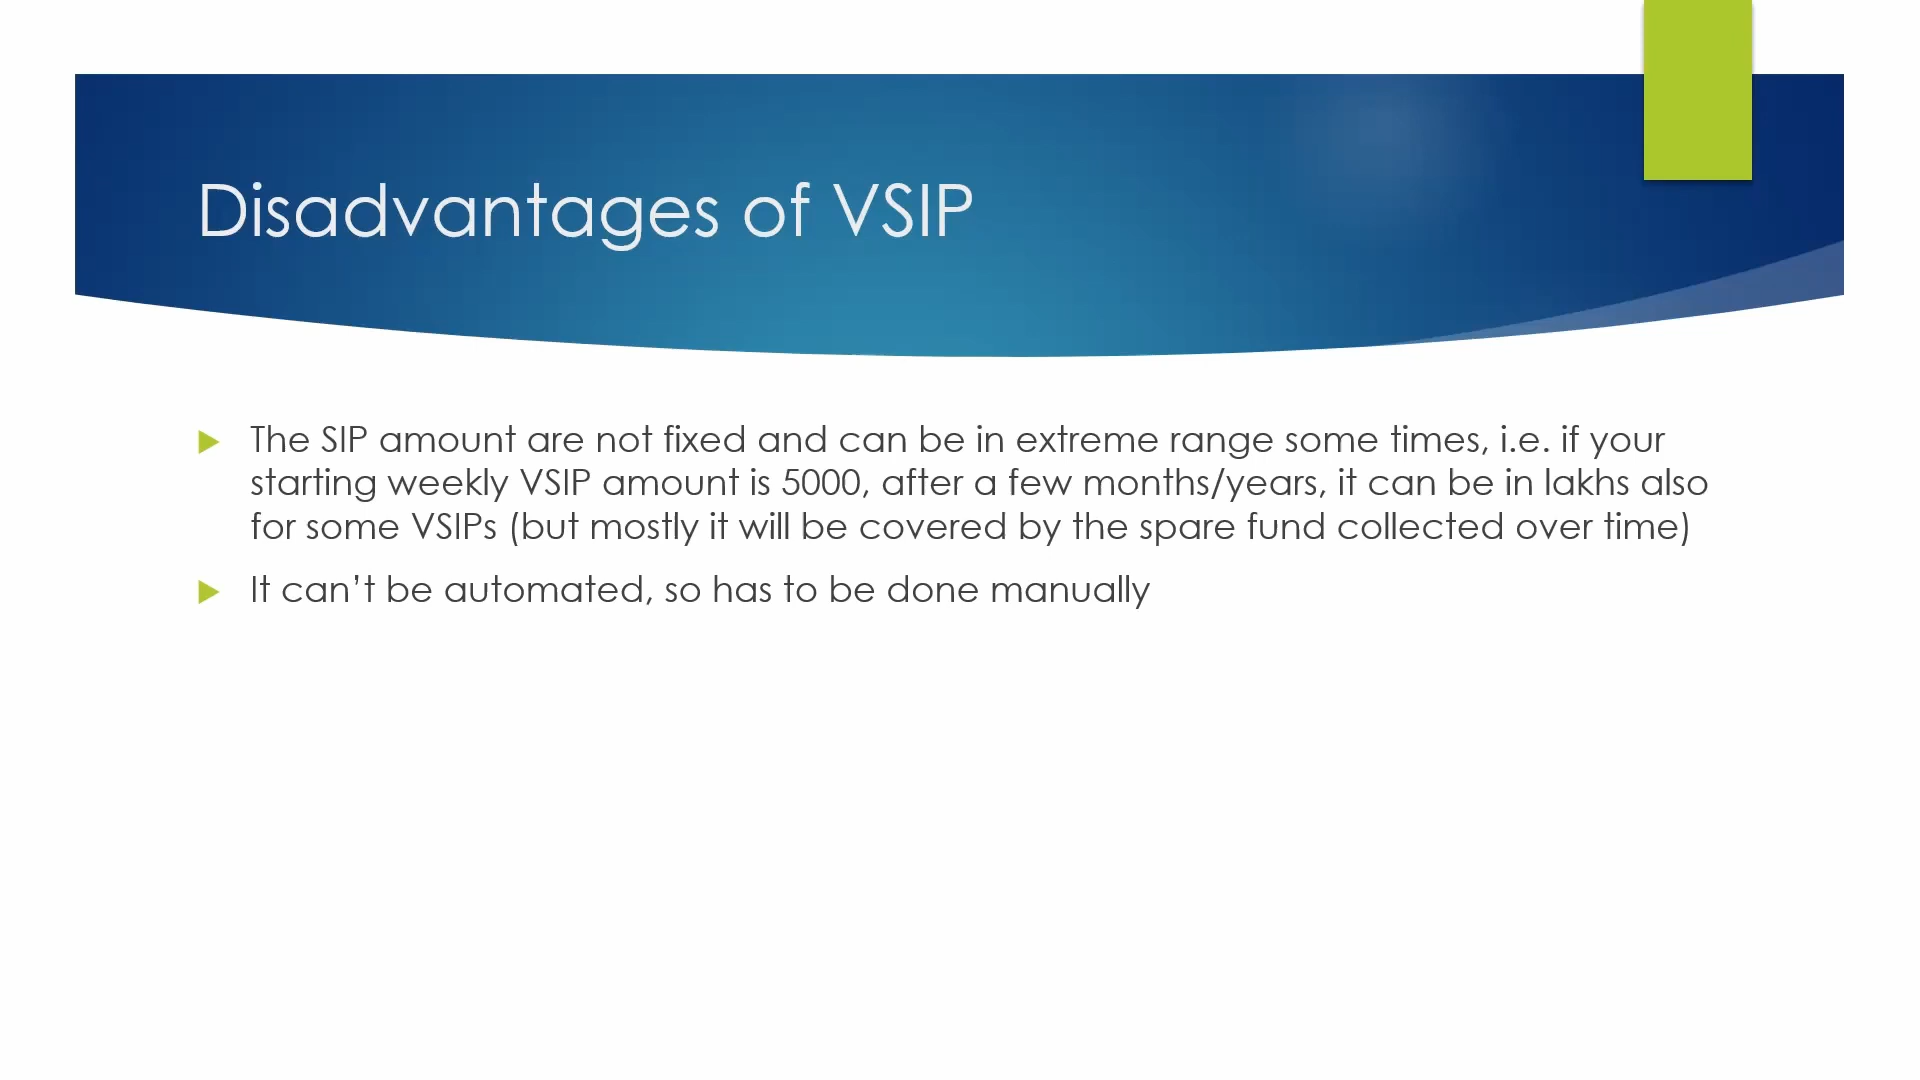 Disadvantages of VSIP
The SIP amount are not fixed and can be in extreme range some times, i.e. if your
starting weekly VSIP amount is 5000, after a few months/years, it can be in lakhs also
for some VSIPs (but mostly it will be covered by the spare fund collected over time)
It can’t be automated, so has to be done manually